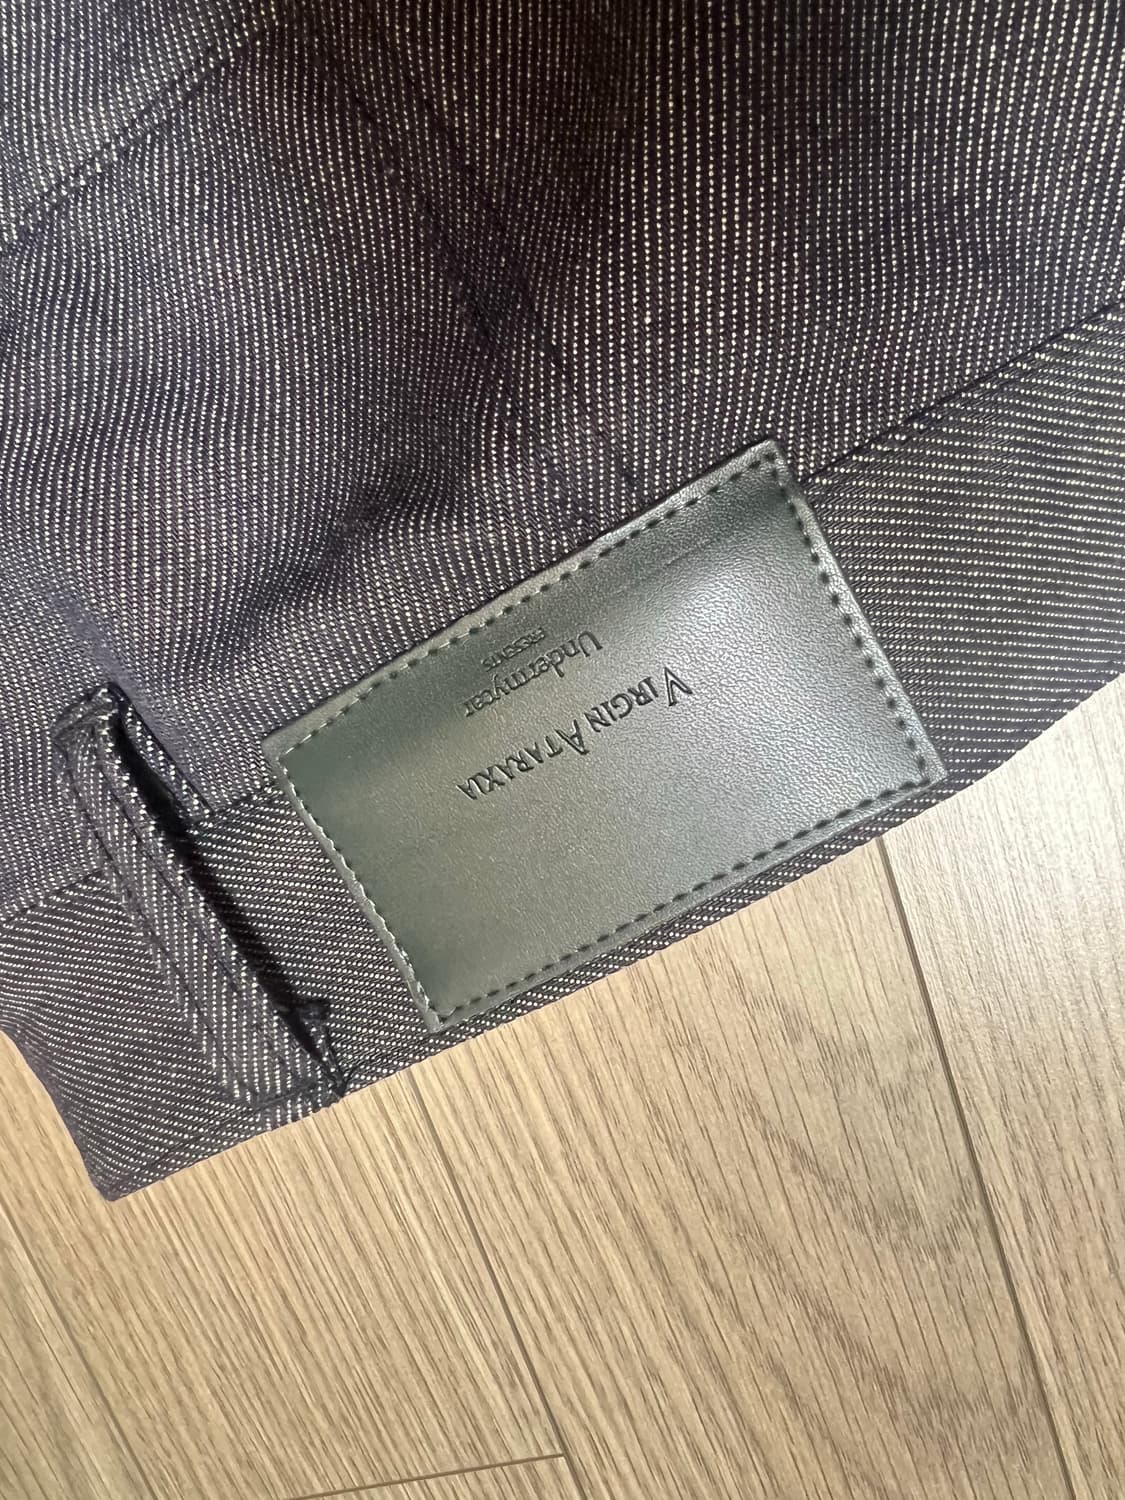 VIRGIN ATARAXIA
Undermycar
PRESENTS